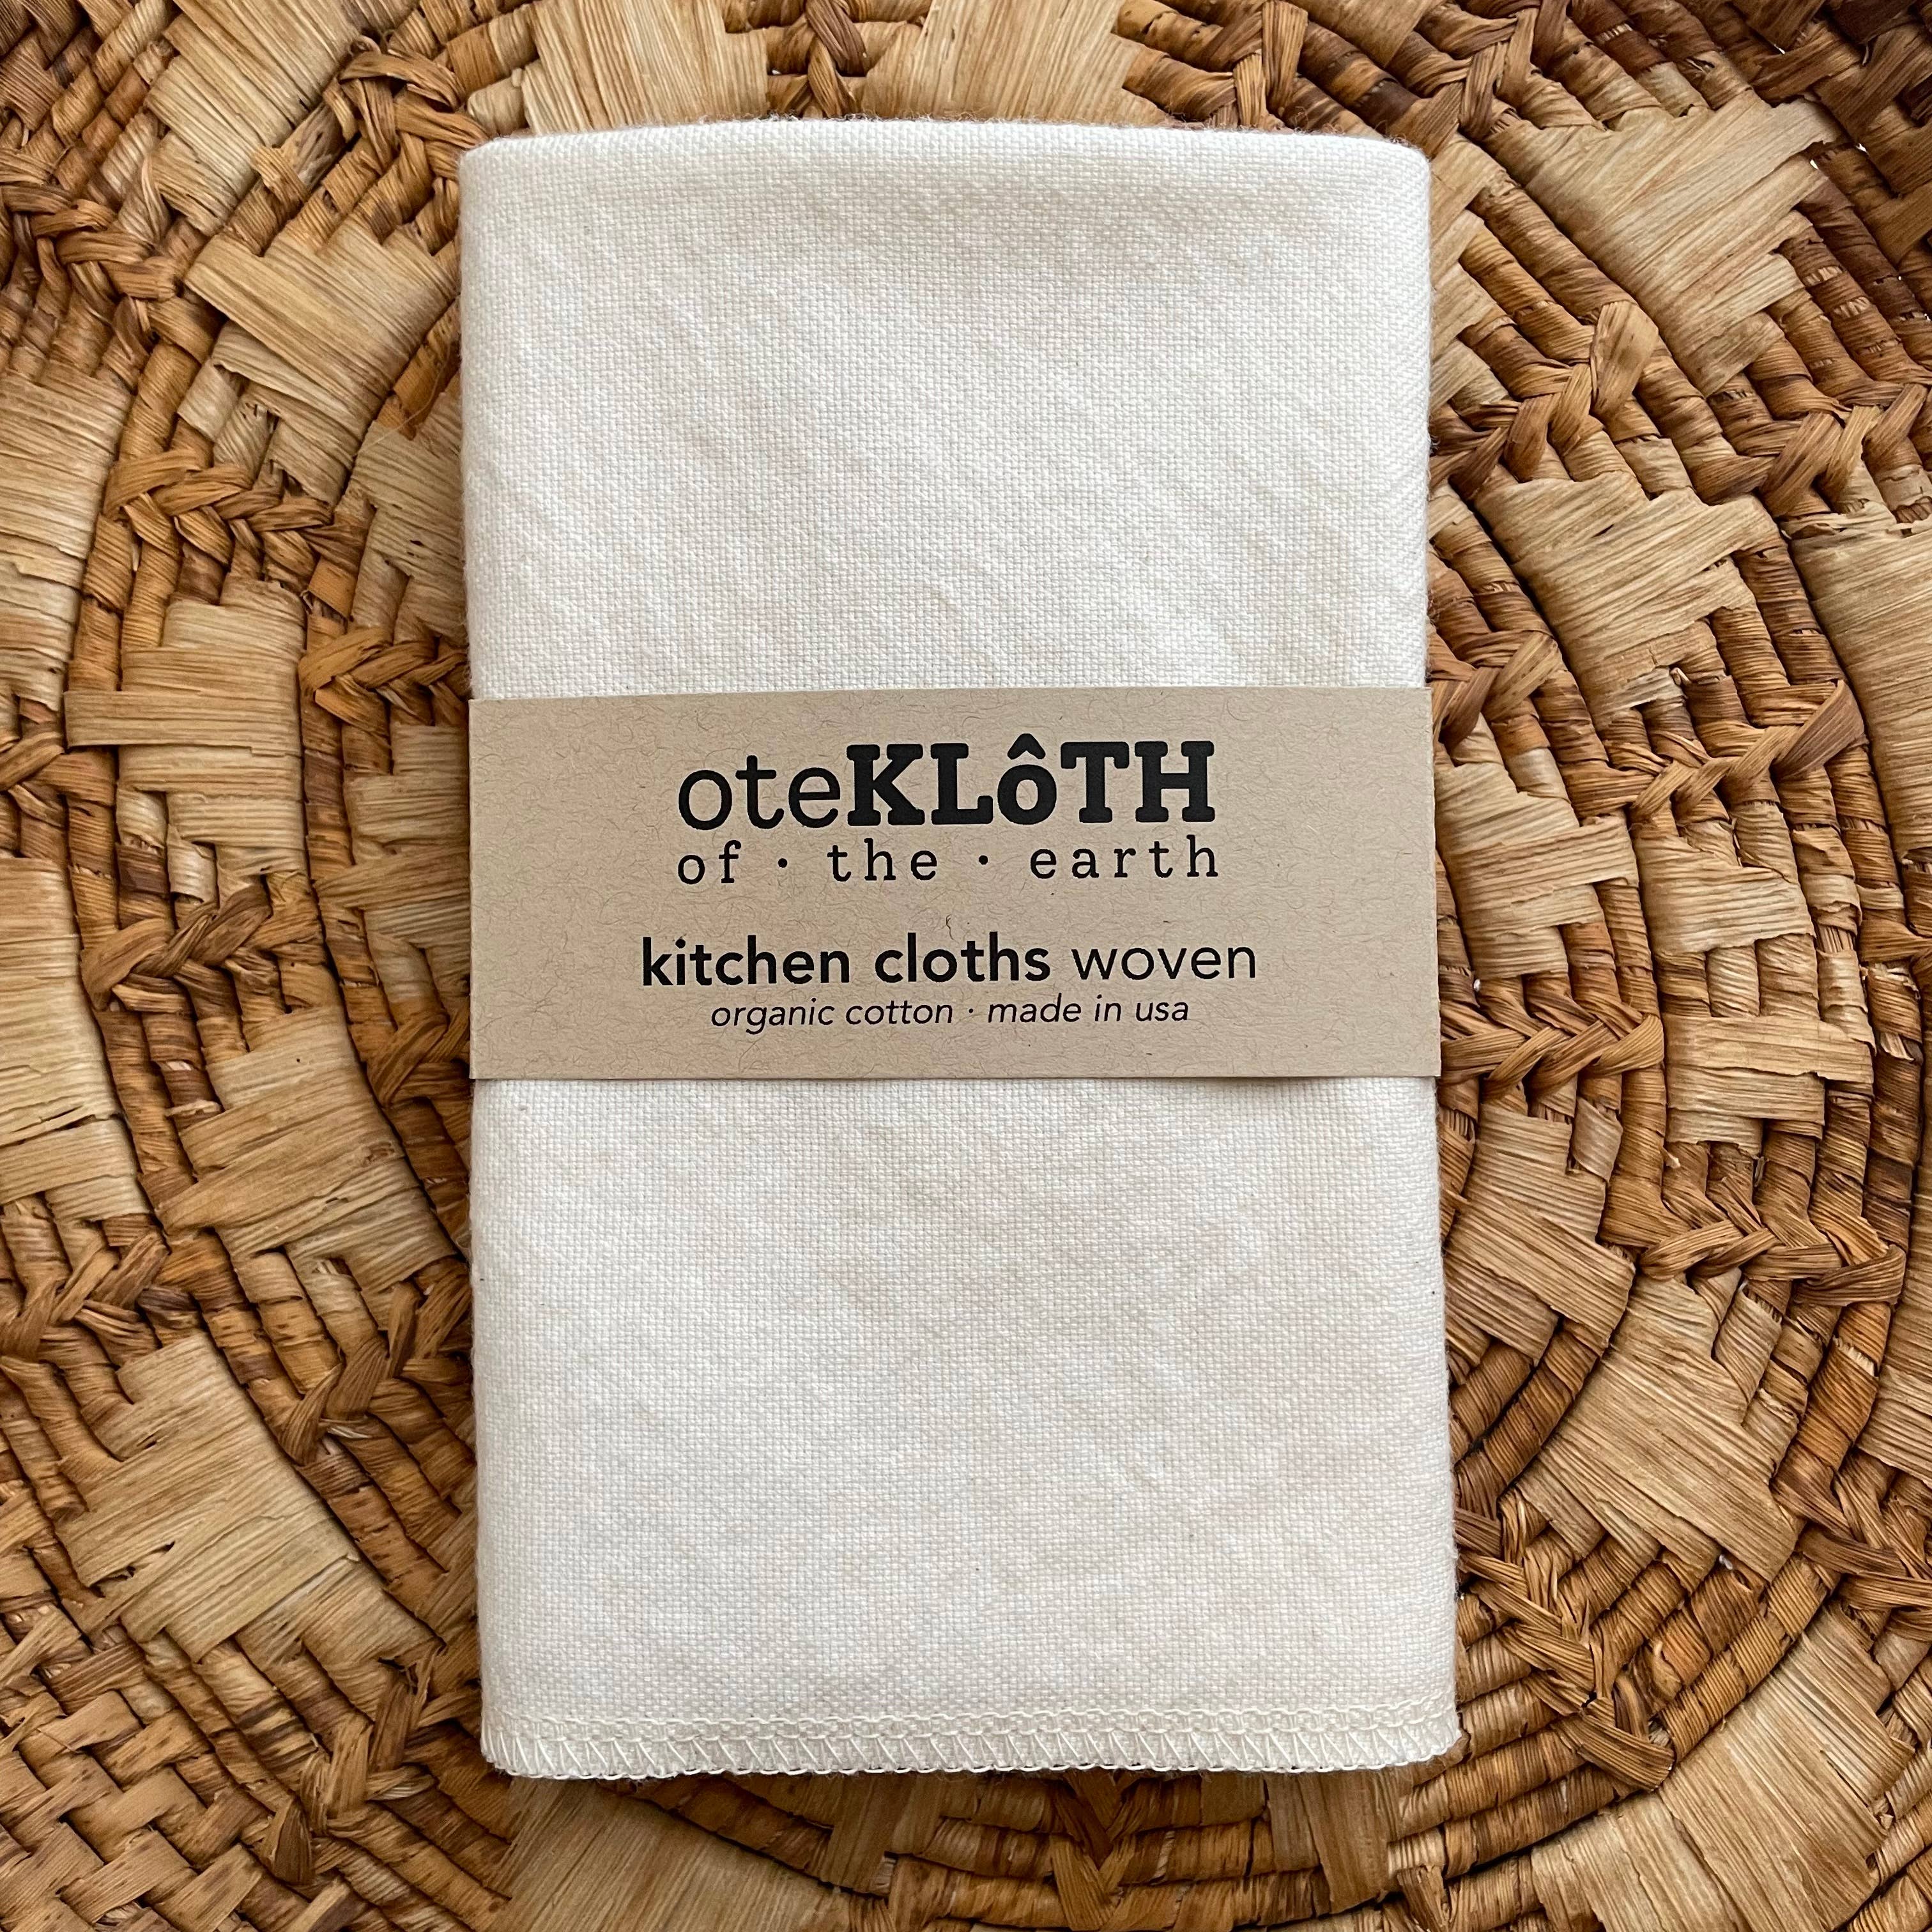 oteKLôTH
of · the · earth
kitchen cloths woven
organic cotton · made in usa